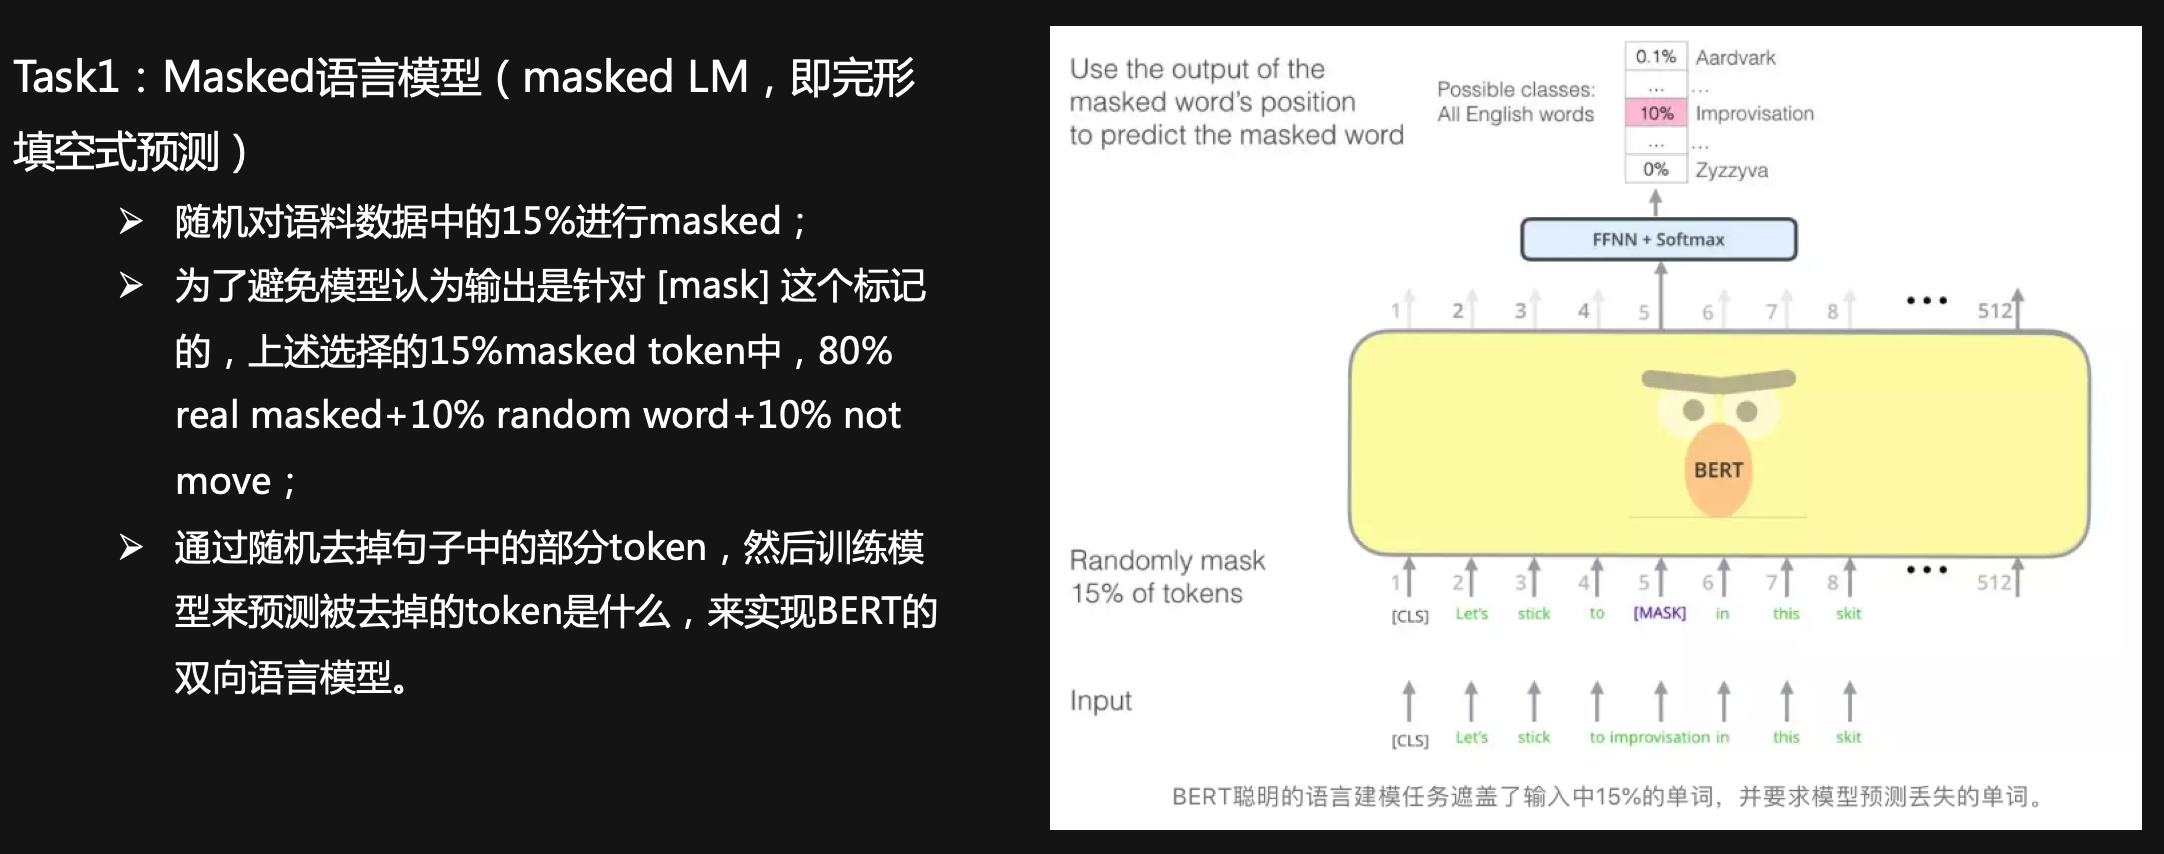 Task1：Masked语言模型（masked LM，即完形
填空式预测）
➢ 随机对语料数据中的15%进行masked；
➢ 为了避免模型认为输出是针对 [mask] 这个标记
的，上述选择的15%masked token中，80%
real masked+10% random word+10% not
move；
➢ 通过随机去掉句子中的部分token，然后训练模
型来预测被去掉的token是什么，来实现BERT的
双向语言模型。
Use the output of the
masked word’s position
to predict the masked word
Possible classes:
All English words
0.1% Aardvark
... ...
10% Improvisation
... ...
0% Zyzzyva
FFNN + Softmax
1 2 3 4 5 6 7 8 ••• 512
BERT
Randomly mask
15% of tokens
1 2 3 4 5 6 7 8 ••• 512
[CLS] Let's stick to [MASK] in this skit
Input
[CLS] Let's stick to improvisation in this skit
BERT聪明的语言建模任务遮盖了输入中15%的单词，并要求模型预测丢失的单词。